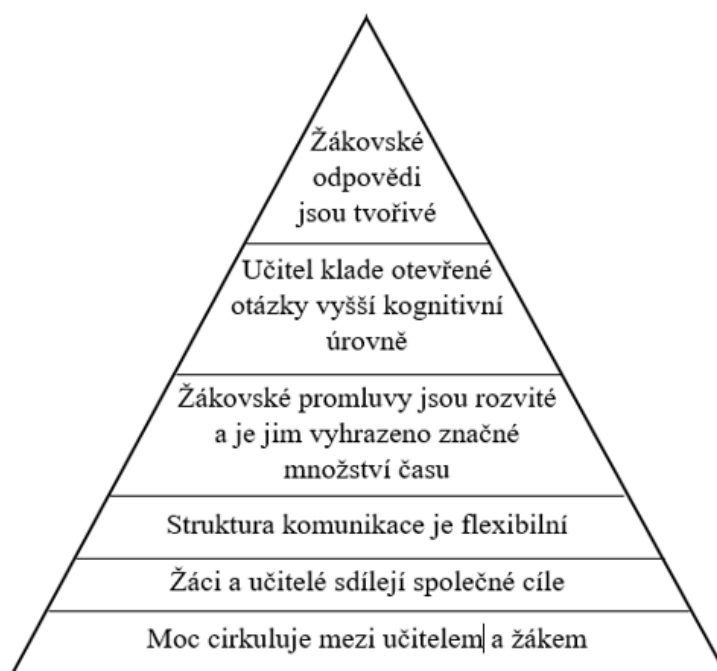 Žákovské
odpovědi
jsou tvořivé
Učitel klade otevřené
otázky vyšší kognitivní
úrovně
Žákovské promluvy jsou rozvité
a je jim vyhrazeno značné
množství času
Struktura komunikace je flexibilní
Žáci a učitelé sdílejí společné cíle
Moc cirkuluje mezi učitelem a žákem